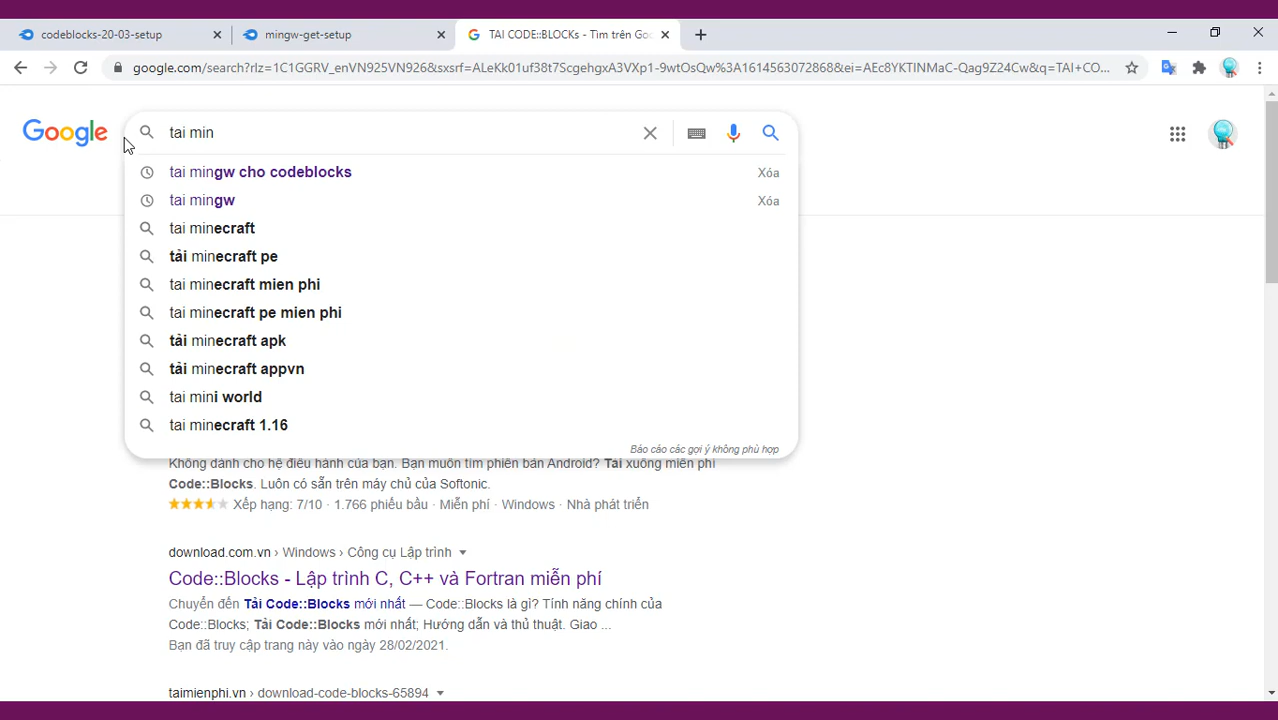 codeblocks-20-03-setup
mingw-get-setup
TAI CODE::BLOCKs - Tìm trên Goo
google.com/search?rlz=1C1GGRV_enVN925VN926&sxsrf=ALeKk01uf38t7ScgehgxA3VXp1-9wtOsQw%3A1614563072868&ei=AEc8YKTINMaC-Qag9Z24Cw&q=TAI+CO...
Google
tai min
tai mingw cho codeblocks
Xóa
tai mingw
Xóa
tai minecraft
tải minecraft pe
tai minecraft mien phi
tai minecraft pe mien phi
tải minecraft apk
tải minecraft appvn
tai mini world
tai minecraft 1.16
Báo cáo các gợi ý không phù hợp
Không dành cho hệ điều hành của bạn. Bạn muốn tìm phiên bản Android? Tai xuống miễn phí
Code::Blocks. Luôn có sẵn trên máy chủ của Softonic.
Xếp hạng: 7/10 · 1.766 phiếu bầu · Miễn phí · Windows · Nhà phát triển
download.com.vn › Windows › Công cụ Lập trình
Code::Blocks - Lập trình C, C++ và Fortran miễn phí
Chuyển đến Tải Code::Blocks mới nhất — Code::Blocks là gì? Tính năng chính của
Code::Blocks; Tải Code::Blocks mới nhất; Hướng dẫn và thủ thuật. Giao ...
Bạn đã truy cập trang này vào ngày 28/02/2021.
taimienphi.vn › download-code-blocks-65894